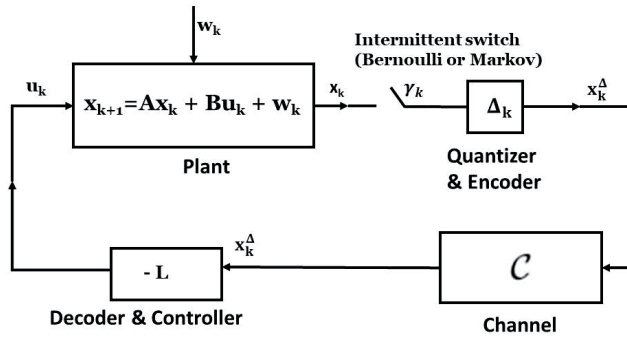 w_k
Intermittent switch
(Bernoulli or Markov)
u_k
x_{k+1}=Ax_k + Bu_k + w_k
x_k
γ_k
Δ_k
x_k^Δ
Plant
Quantizer
& Encoder
x_k^Δ
- L
C
Decoder & Controller
Channel